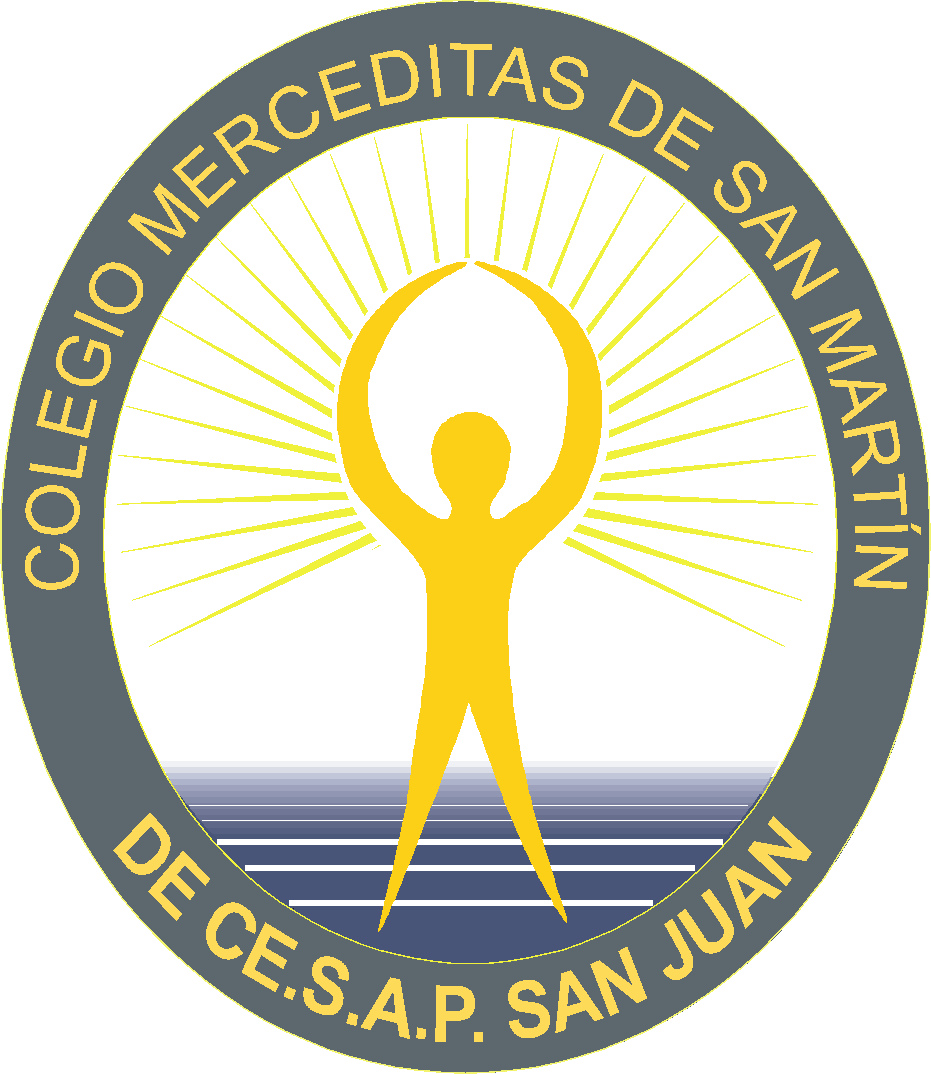 COLEGIO MERCEDITAS DE SAN MARTÍN
DE CE.S.A.P. SAN JUAN